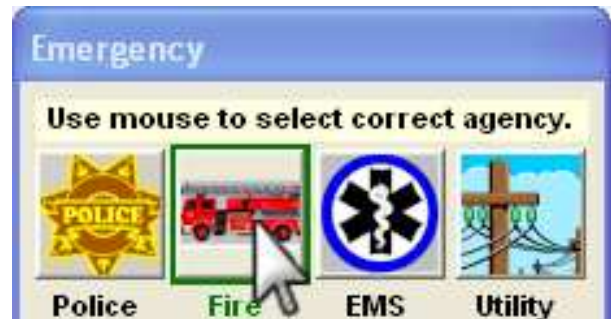 Emergency
Use mouse to select correct agency.
POLICE
Police Fire EMS Utility